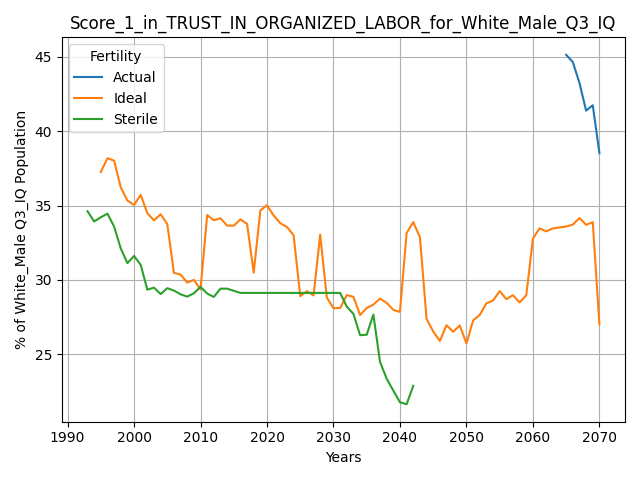 Score_1_in_TRUST_IN_ORGANIZED_LABOR_for_White_Male_Q3_IQ
Fertility
Actual
Ideal
Sterile
% of White_Male Q3_IQ Population
45
40
35
30
25
1990 2000 2010 2020 2030 2040 2050 2060 2070
Years